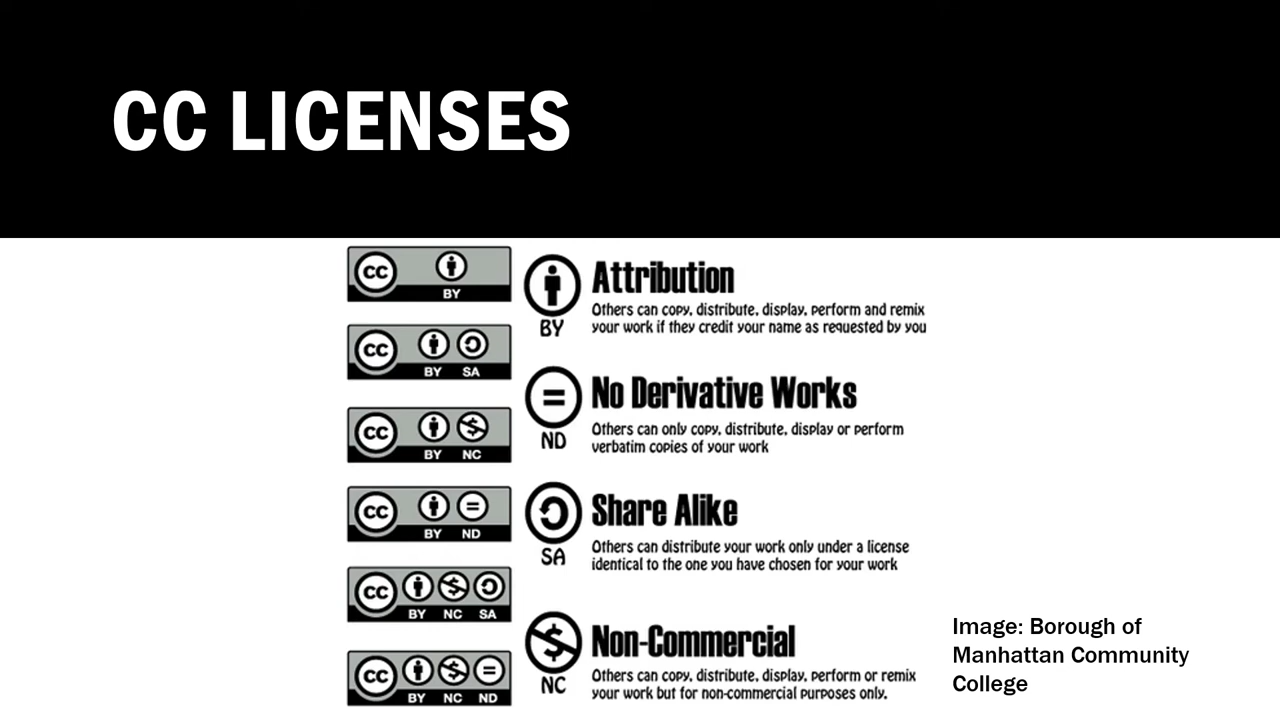 CC LICENSES
CC
BY
CC
BY SA
CC
BY NC
CC
BY ND
CC
BY NC SA
CC
BY NC ND
BY
Attribution
Others can copy, distribute, display, perform and remix
your work if they credit your name as requested by you
ND
No Derivative Works
Others can only copy, distribute, display or perform
verbatim copies of your work
SA
Share Alike
Others can distribute your work only under a license
identical to the one you have chosen for your work
NC
Non-Commercial
Others can copy, distribute, display, perform or remix
your work but for non-commercial purposes only.
Image: Borough of
Manhattan Community
College